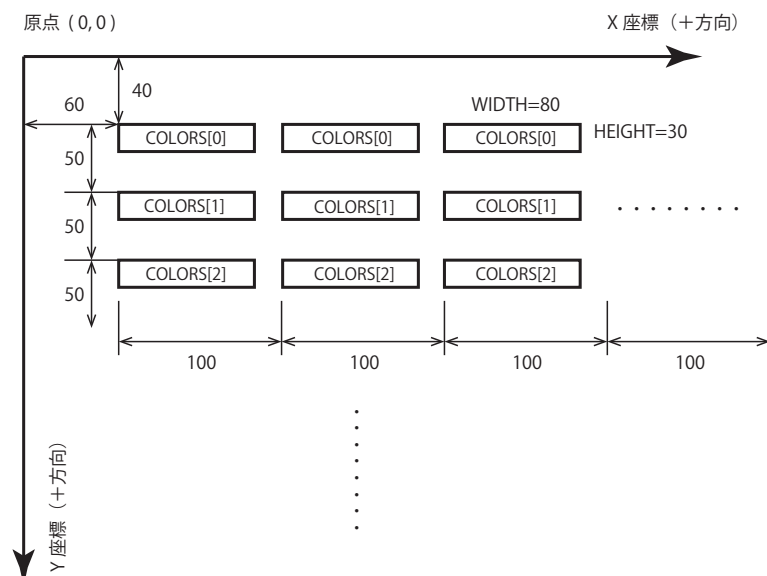 原点 ( 0, 0 )
X 座標（＋方向）
40
60
WIDTH=80
COLORS[0] COLORS[0] COLORS[0]
HEIGHT=30
50
COLORS[1] COLORS[1] COLORS[1] ・・・・・・・・
50
COLORS[2] COLORS[2] COLORS[2]
50
100 100 100 100
Y 座標（＋方向）